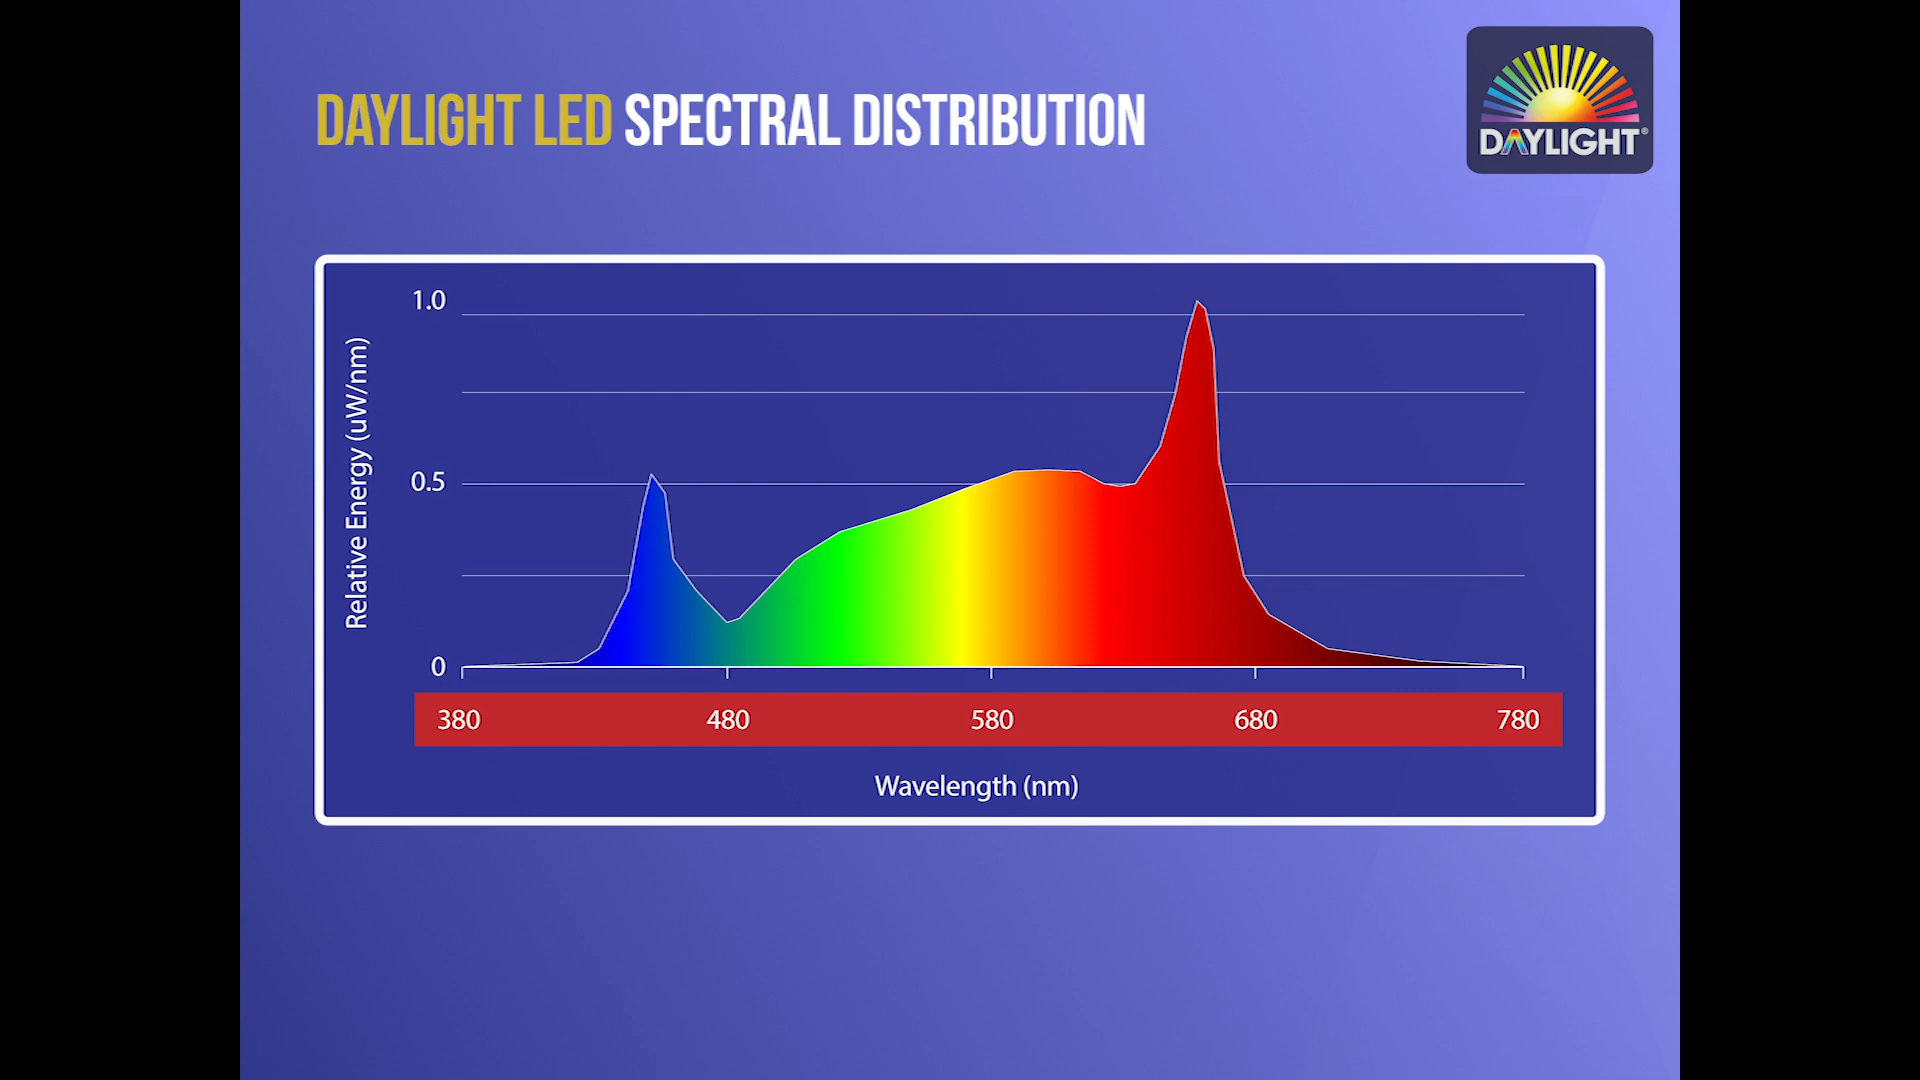 DAYLIGHT LED SPECTRAL DISTRIBUTION
DAYLIGHT®
1.0
0.5
0
Relative Energy (uW/nm)
380 480 580 680 780
Wavelength (nm)